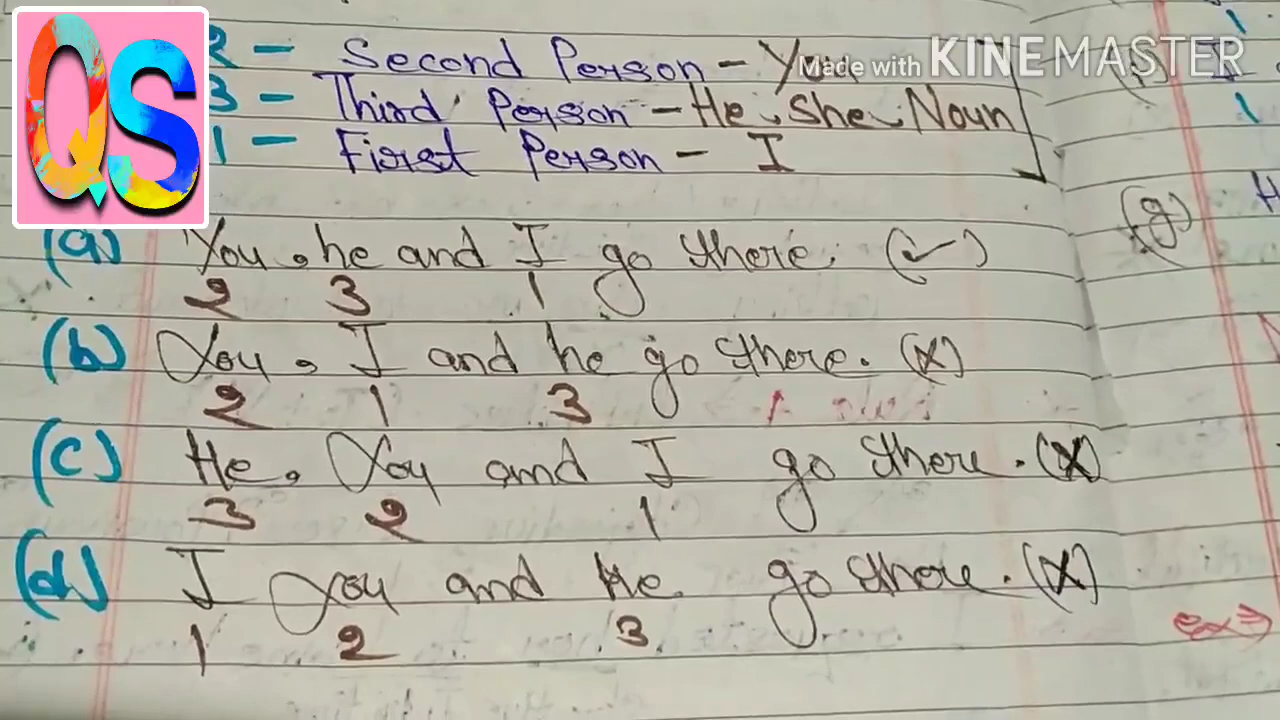 QS
Made with KINEMASTER
2 - Second Person - You
3 - Third Person - He, She, Noun
1 - First Person - I
(a) You, he and I go there. (✓)
2 3 1
(b) You, I and he go there. (x)
2 1 3
(c) He, You and I go there. (x)
3 2 1
(d) I You and He go there. (x)
1 2 3
I
1
(g) H